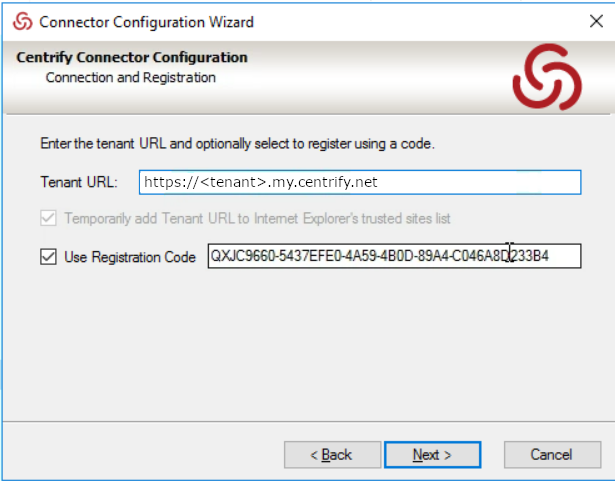 Connector Configuration Wizard
Centrify Connector Configuration
Connection and Registration
Enter the tenant URL and optionally select to register using a code.
Tenant URL: https://<tenant>.my.centrify.net
Temporarily add Tenant URL to Internet Explorer's trusted sites list
Use Registration Code QXJC9660-5437EFE0-4A59-4B0D-89A4-C046A8D233B4
< Back Next > Cancel